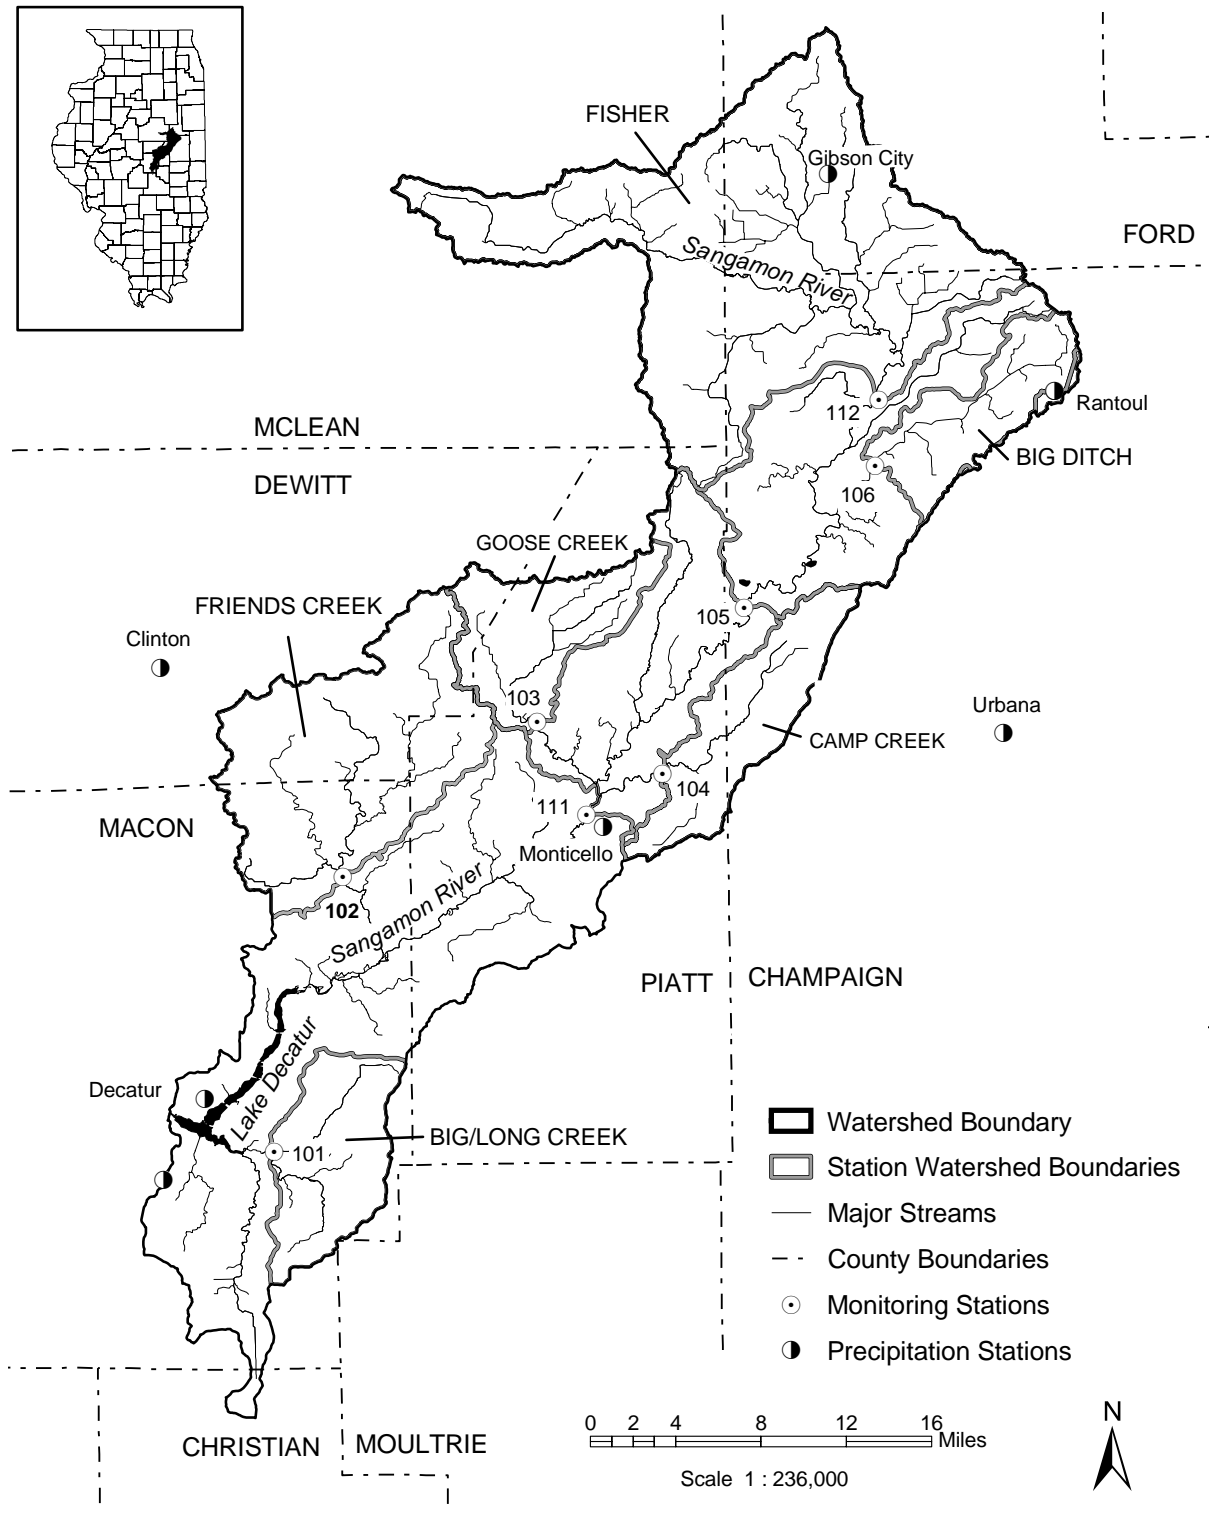 FISHER
Gibson City
FORD
Sangamon River
112
Rantoul
MCLEAN
BIG DITCH
DEWITT
106
GOOSE CREEK
FRIENDS CREEK
105
Clinton
103
Urbana
CAMP CREEK
104
111
MACON
Monticello
102
Sangamon River
PIATT
CHAMPAIGN
Lake Decatur
Decatur
BIG/LONG CREEK
101
Watershed Boundary
Station Watershed Boundaries
Major Streams
County Boundaries
Monitoring Stations
Precipitation Stations
CHRISTIAN
MOULTRIE
0 2 4 8 12 16
Miles
Scale 1 : 236,000
N